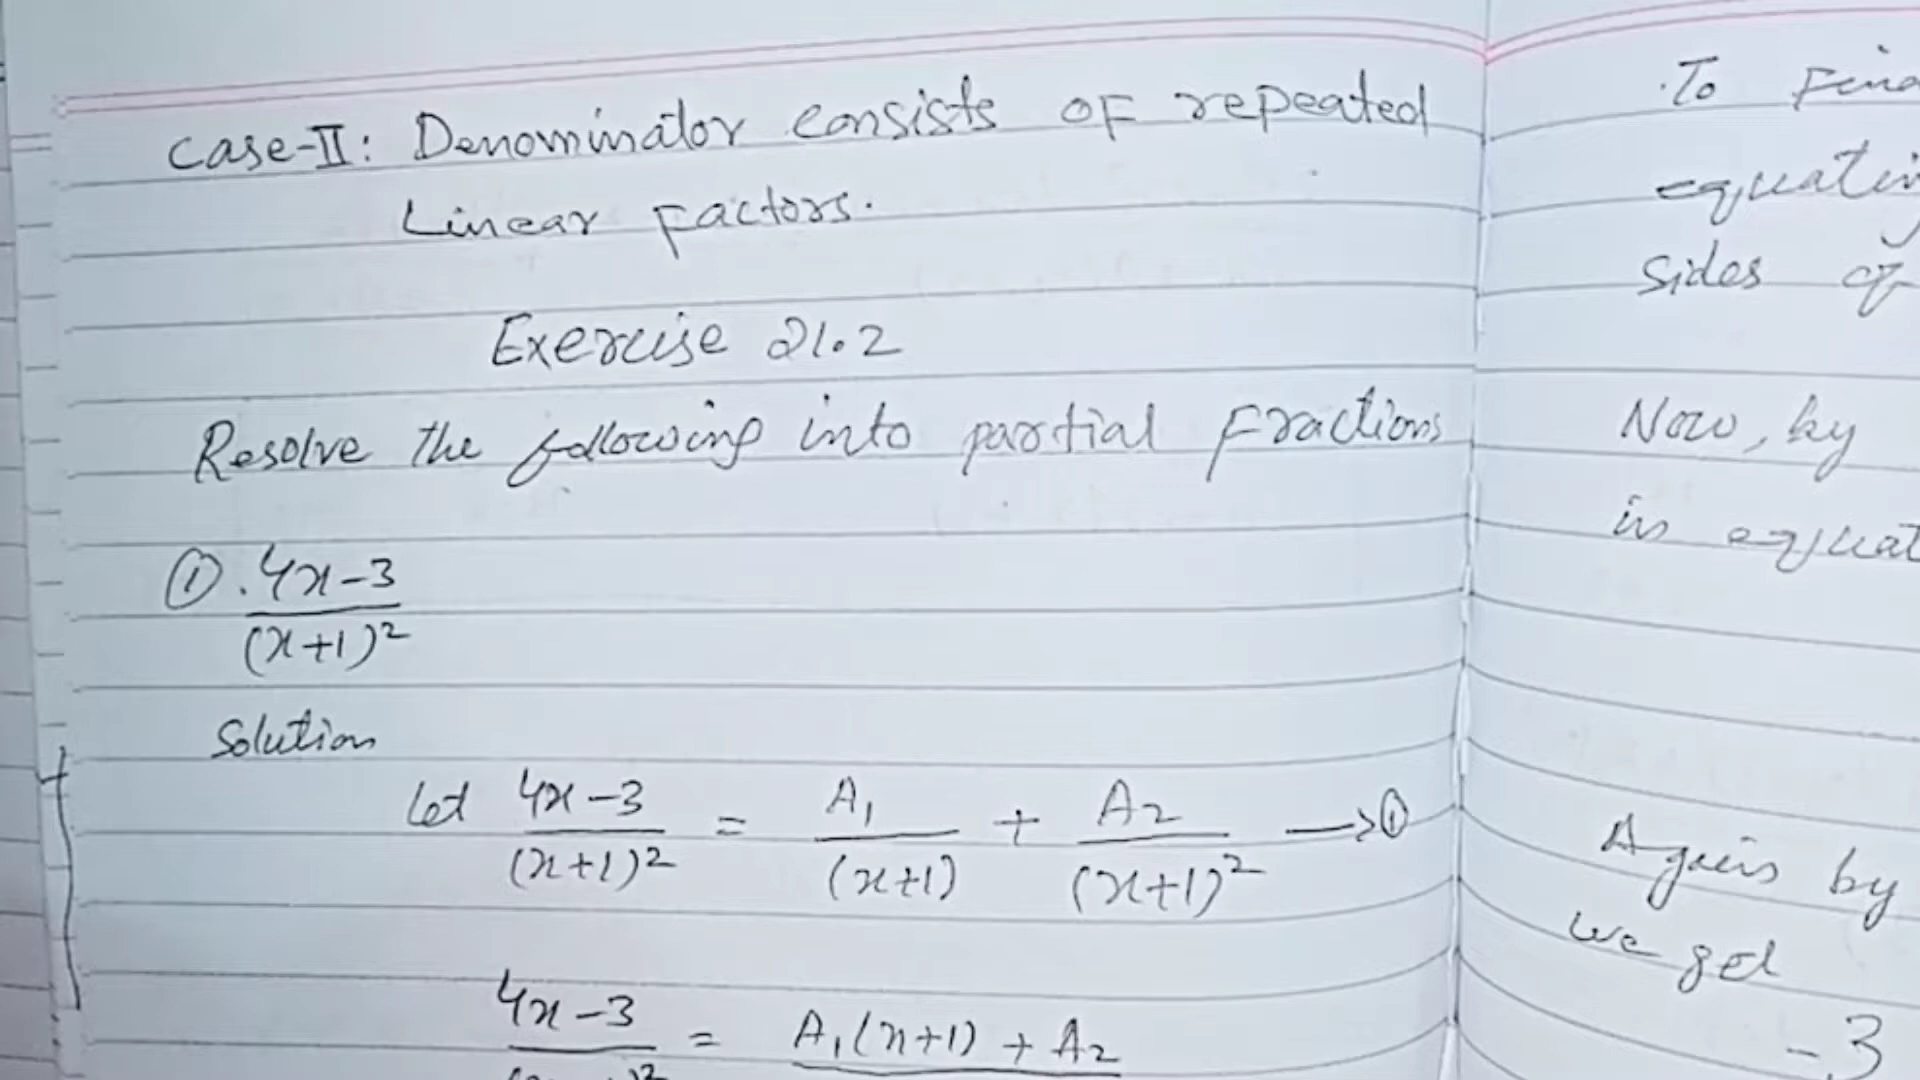 Case-II: Denominator consists of repeated
Linear Factors.
Exercise 21.2
Resolve the following into partial Fractions
①. 4x-3
(x+1)²
Solution
Let 4x-3 / (x+1)² = A₁ / (x+1) + A₂ / (x+1)² → ①
4x-3 = A₁(x+1) + A₂
To
sides of
Now, by
in
Again by
we get
-3